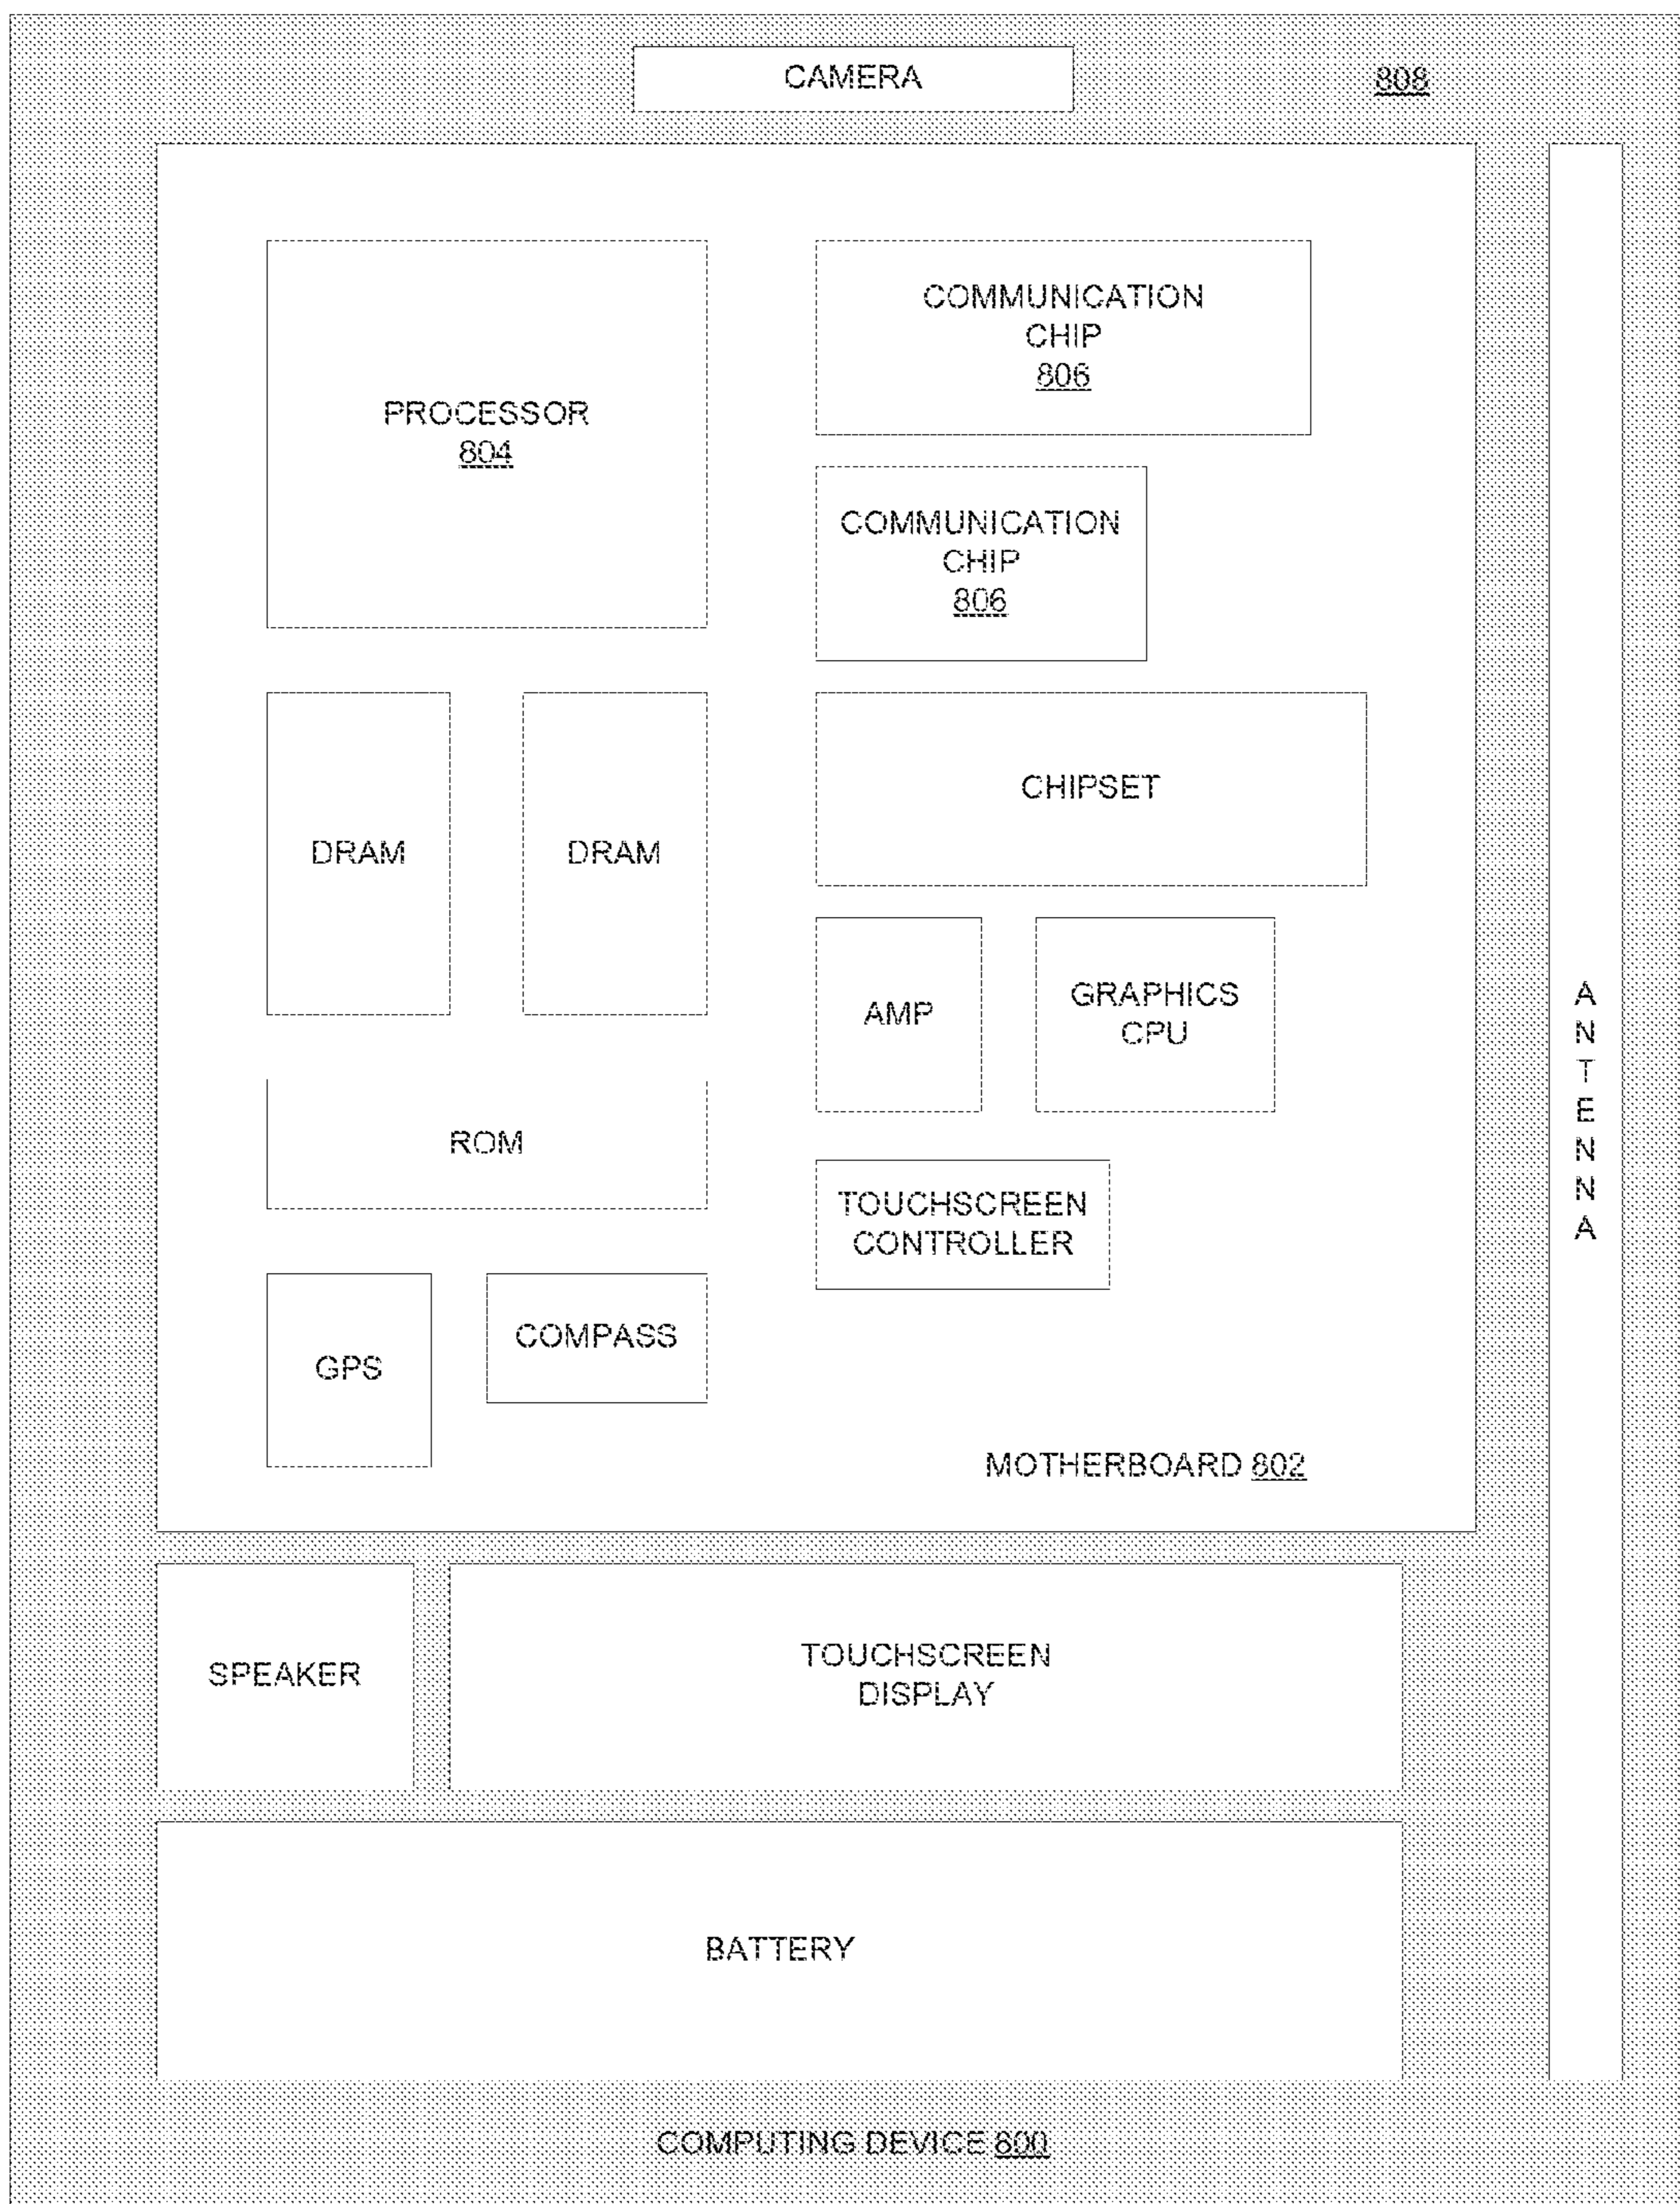 CAMERA
808
PROCESSOR
804
COMMUNICATION
CHIP
806
COMMUNICATION
CHIP
806
DRAM
DRAM
CHIPSET
AMP
GRAPHICS
CPU
ROM
TOUCHSCREEN
CONTROLLER
GPS
COMPASS
MOTHERBOARD 802
ANTENNA
SPEAKER
TOUCHSCREEN
DISPLAY
BATTERY
COMPUTING DEVICE 800